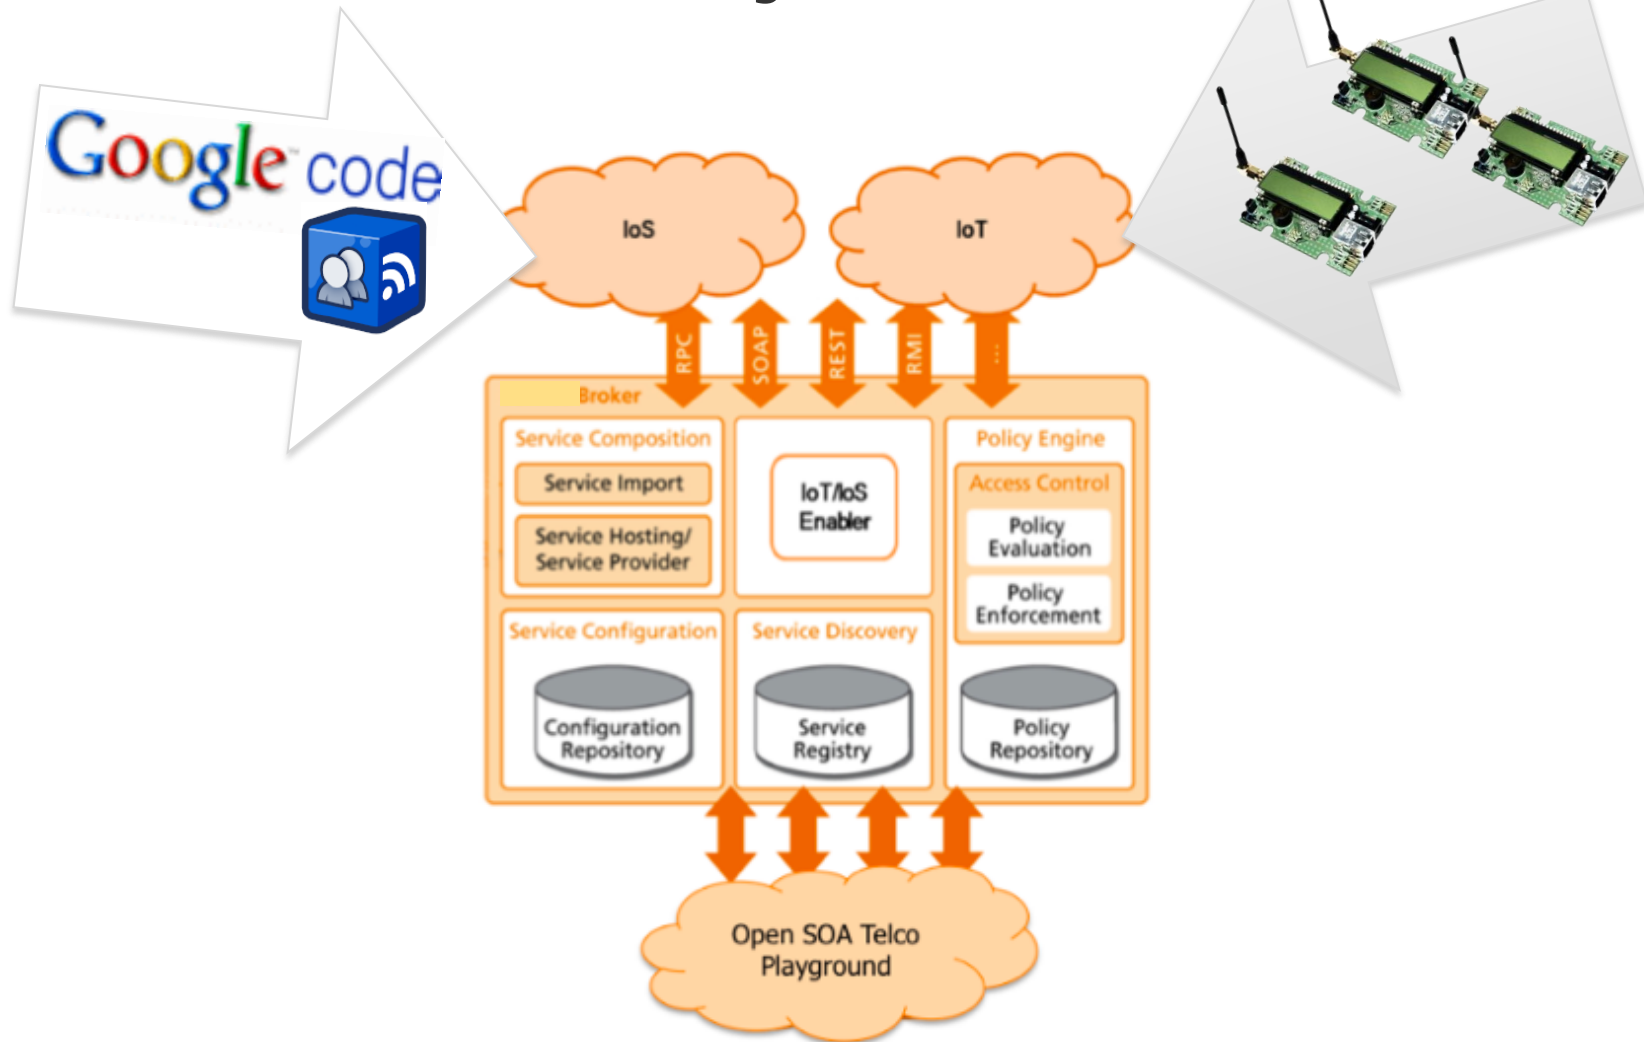 Google code
IoS
IoT
RPC
SOAP
REST
RMI
...
Broker
Service Composition
Service Import
Service Hosting/
Service Provider
IoT/IoS
Enabler
Policy Engine
Access Control
Policy
Evaluation
Policy
Enforcement
Service Configuration
Configuration
Repository
Service Discovery
Service
Registry
Policy
Repository
Open SOA Telco
Playground